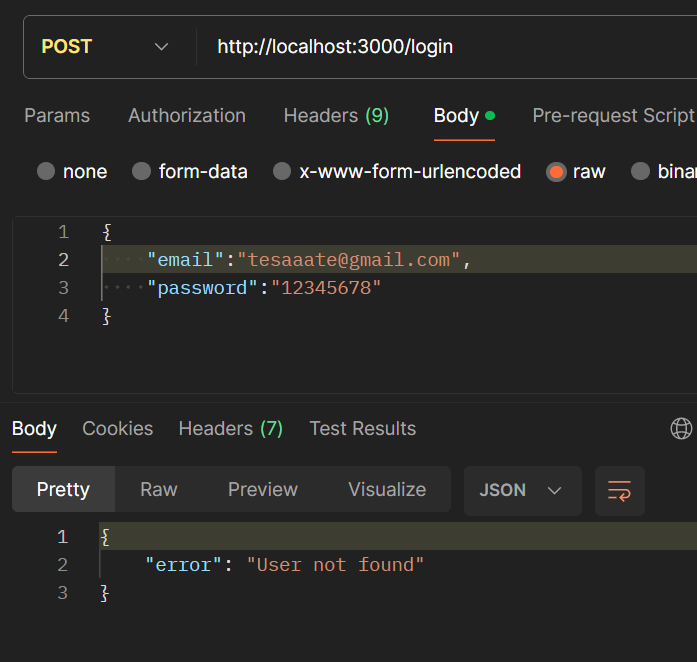 POST http://localhost:3000/login
Params Authorization Headers (9) Body Pre-request Script
none form-data x-www-form-urlencoded raw
1 {
2 "email":"tesaaate@gmail.com",
3 "password":"12345678"
4 }
Body Cookies Headers (7) Test Results
Pretty Raw Preview Visualize JSON
1 {
2 "error": "User not found"
3 }